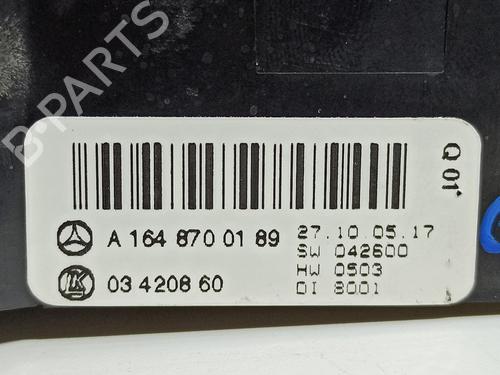 B-PARTS
Q 01
A 164 870 01 89
27.10.05.17
SW 042600
03 4208 60
HW 0503
DI 8001
LK